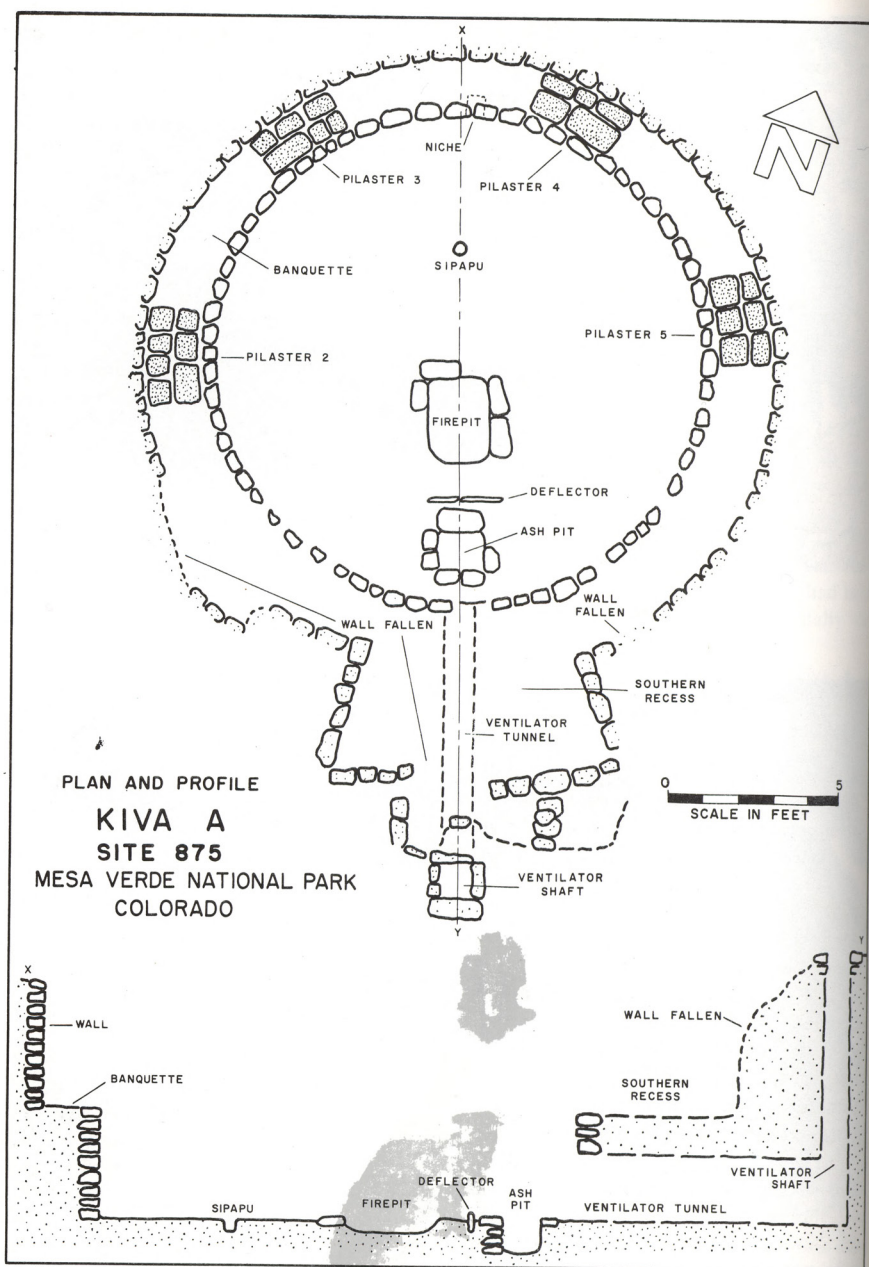 X
NICHE
PILASTER 3
PILASTER 4
N
BANQUETTE
SIPAPU
PILASTER 5
PILASTER 2
FIREPIT
DEFLECTOR
ASH PIT
WALL FALLEN
WALL
FALLEN
SOUTHERN
RECESS
VENTILATOR
TUNNEL
PLAN AND PROFILE
KIVA A
SITE 875
MESA VERDE NATIONAL PARK
COLORADO
0 5
SCALE IN FEET
VENTILATOR
SHAFT
Y
X
Y
WALL
WALL FALLEN
BANQUETTE
SOUTHERN
RECESS
VENTILATOR
SHAFT
SIPAPU
FIREPIT
DEFLECTOR
ASH
PIT
VENTILATOR TUNNEL